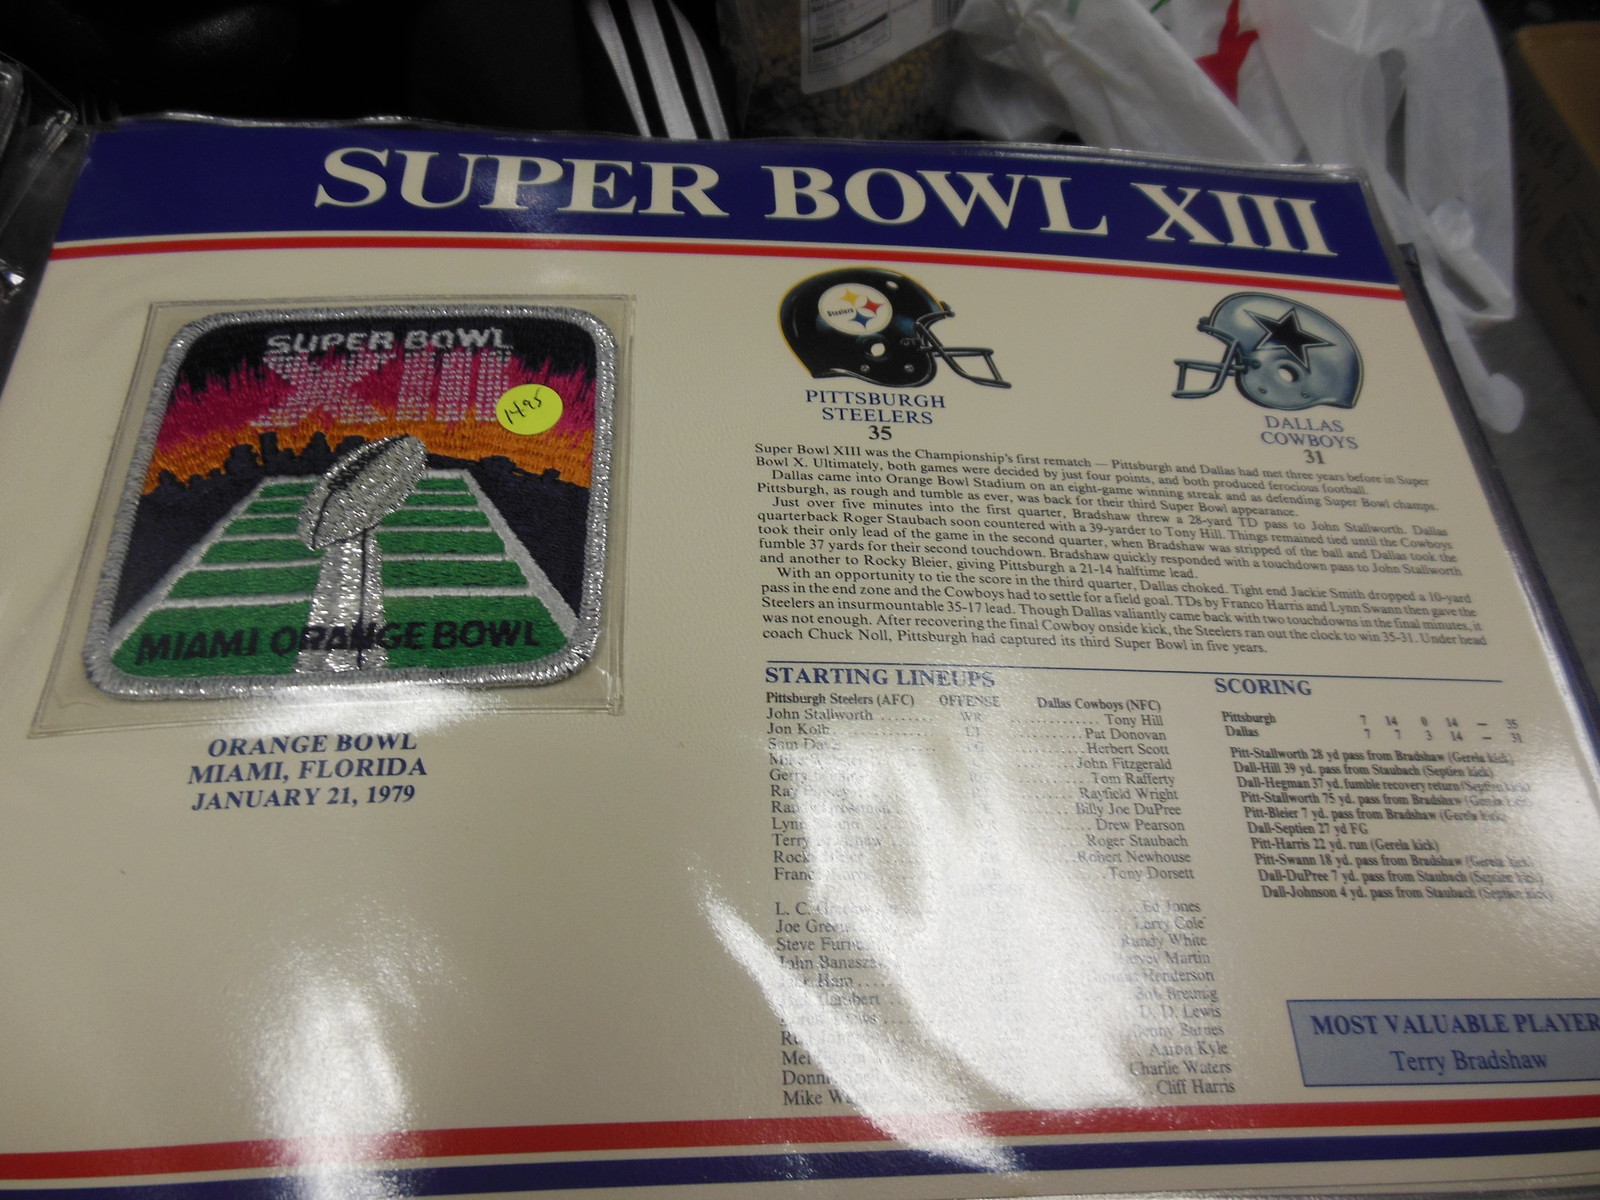 SUPER BOWL XIII
SUPER BOWL
XIII
14.95
MIAMI ORANGE BOWL
ORANGE BOWL
MIAMI, FLORIDA
JANUARY 21, 1979
Steelers
PITTSBURGH
STEELERS
35
DALLAS
COWBOYS
31
Super Bowl XIII was the Championship's first rematch — Pittsburgh and Dallas had met three years before in Super
Bowl X. Ultimately, both games were decided by just four points, and both produced ferocious football.
Dallas came into Orange Bowl Stadium on an eight-game winning streak and as defending Super Bowl champs.
Pittsburgh, as rough and tumble as ever, was back for their third Super Bowl appearance.
Just over five minutes into the first quarter, Bradshaw threw a 28-yard TD pass to John Stallworth. Dallas
quarterback Roger Staubach soon countered with a 39-yarder to Tony Hill. Things remained tied until the Cowboys
took their only lead of the game in the second quarter, when Bradshaw was stripped of the ball and Dallas took the
fumble 37 yards for their second touchdown. Bradshaw quickly responded with a touchdown pass to John Stallworth
and another to Rocky Bleier, giving Pittsburgh a 21-14 halftime lead.
With an opportunity to tie the score in the third quarter, Dallas choked. Tight end Jackie Smith dropped a 10-yard
pass in the end zone and the Cowboys had to settle for a field goal. TDs by Franco Harris and Lynn Swann then gave the
Steelers an insurmountable 35-17 lead. Though Dallas valiantly came back with two touchdowns in the final minutes, it
was not enough. After recovering the final Cowboy onside kick, the Steelers ran out the clock to win 35-31. Under head
coach Chuck Noll, Pittsburgh had captured its third Super Bowl in five years.
STARTING LINEUPS
Pittsburgh Steelers (AFC) OFFENSE Dallas Cowboys (NFC)
John Stallworth ........ WR ............ Tony Hill
Jon Kolb LT Pat Donovan
Sam Herbert Scott
John Fitzgerald
Gerry Tom Rafferty
Ray Rayfield Wright
Billy Joe DuPree
Lynn Drew Pearson
Terry Roger Staubach
Rocky Robert Newhouse
Franco Tony Dorsett
L. C. Ed Jones
Joe Larry Cole
Steve Randy White
John Harvey Martin
Ham Henderson
Bob Breunig
D. D. Lewis
Benny Barnes
Aaron Kyle
Charlie Waters
Mike Cliff Harris
SCORING
Pittsburgh 7 14 0 14 — 35
Dallas 7 7 3 14 — 31
Pitt-Stallworth 28 yd pass from Bradshaw (Gerela kick)
Dall-Hill 39 yd. pass from Staubach (Septien kick)
Dall-Hegman 37 yd. fumble recovery return (Septien kick)
Pitt-Stallworth 75 yd. pass from Bradshaw (Gerela kick)
Pitt-Bleier 7 yd. pass from Bradshaw (Gerela kick)
Dall-Septien 27 yd FG
Pitt-Harris 22 yd. run (Gerela kick)
Pitt-Swann 18 yd. pass from Bradshaw (Gerela kick)
Dall-DuPree 7 yd. pass from Staubach (Septien kick)
Dall-Johnson 4 yd. pass from Staubach (Septien kick)
MOST VALUABLE PLAYER
Terry Bradshaw